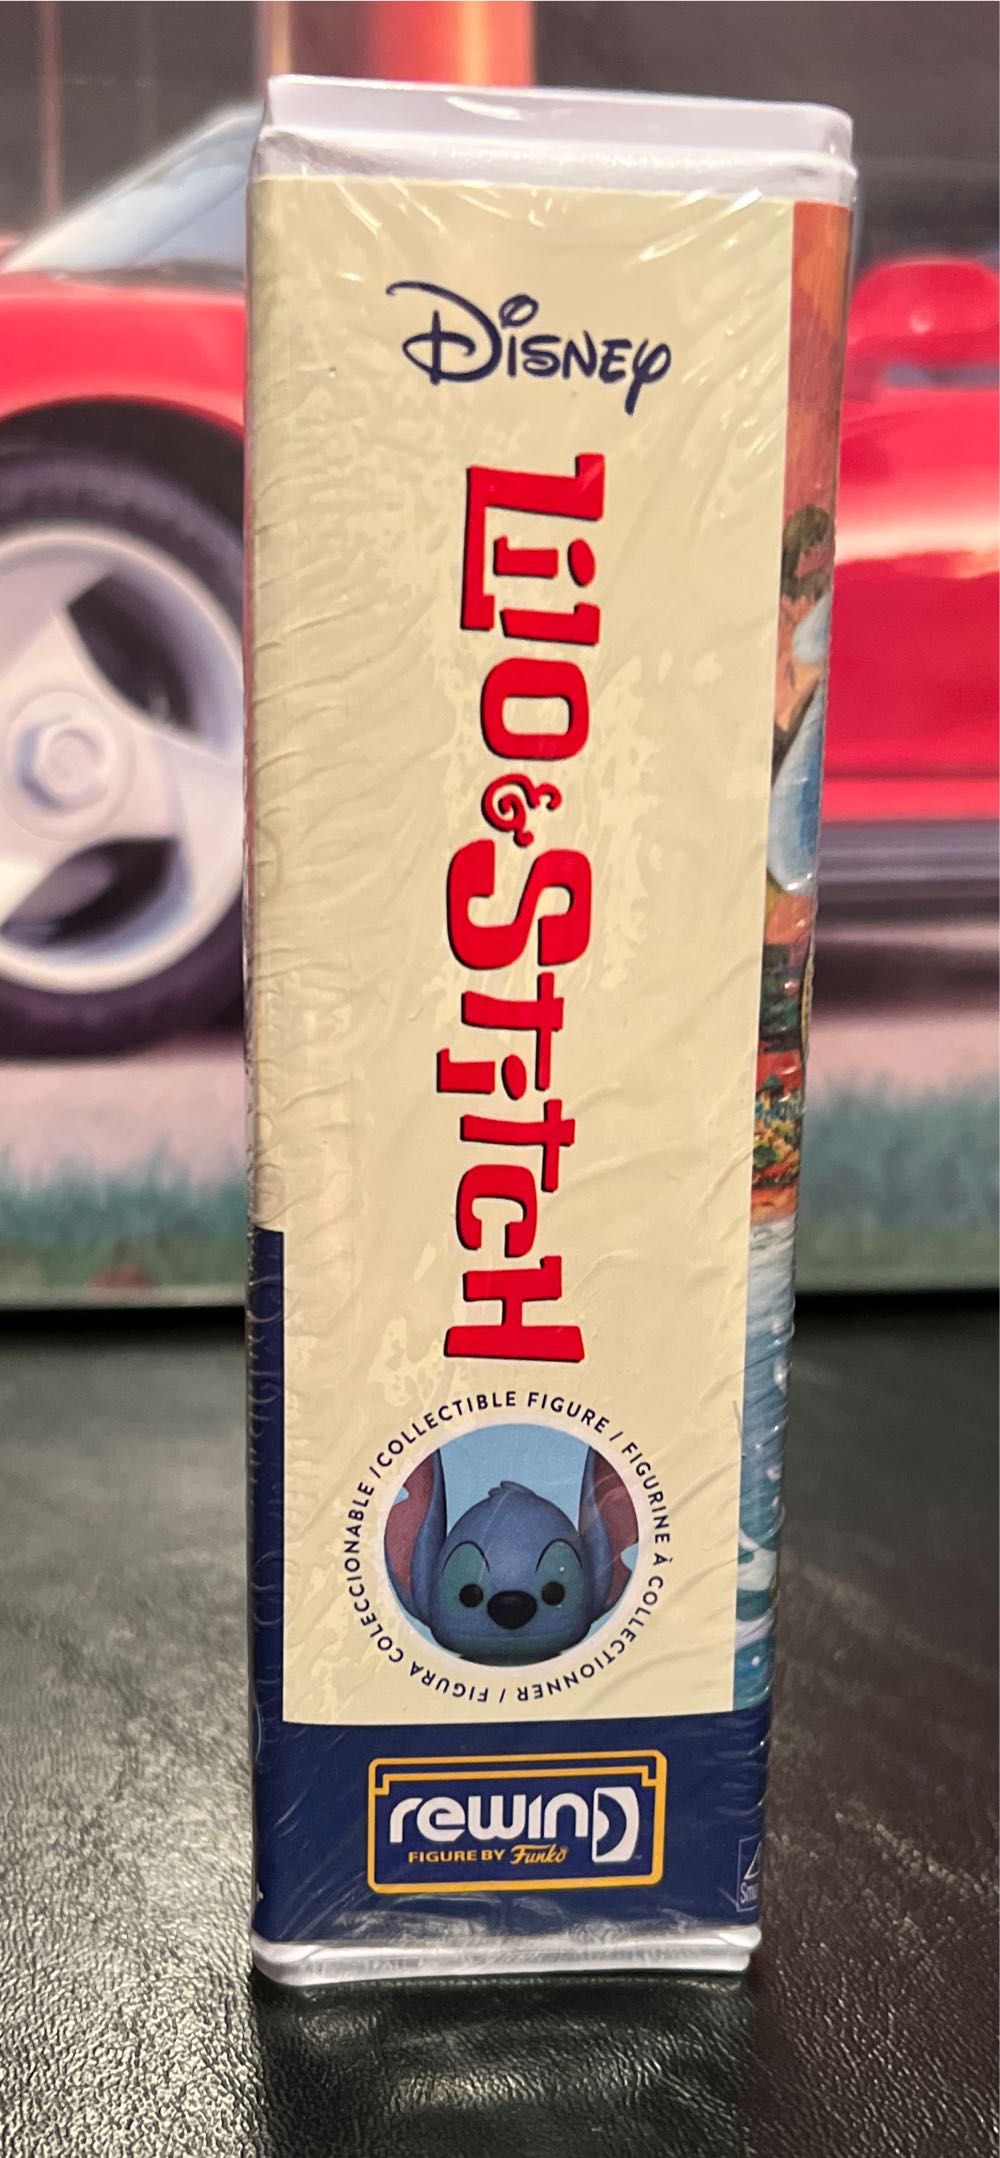 Disney
Lilo & Stitch
COLLECTIBLE FIGURE / FIGURINE À COLLECTIONNER / FIGURA COLECCIONABLE /
rewind
FIGURE BY Funko